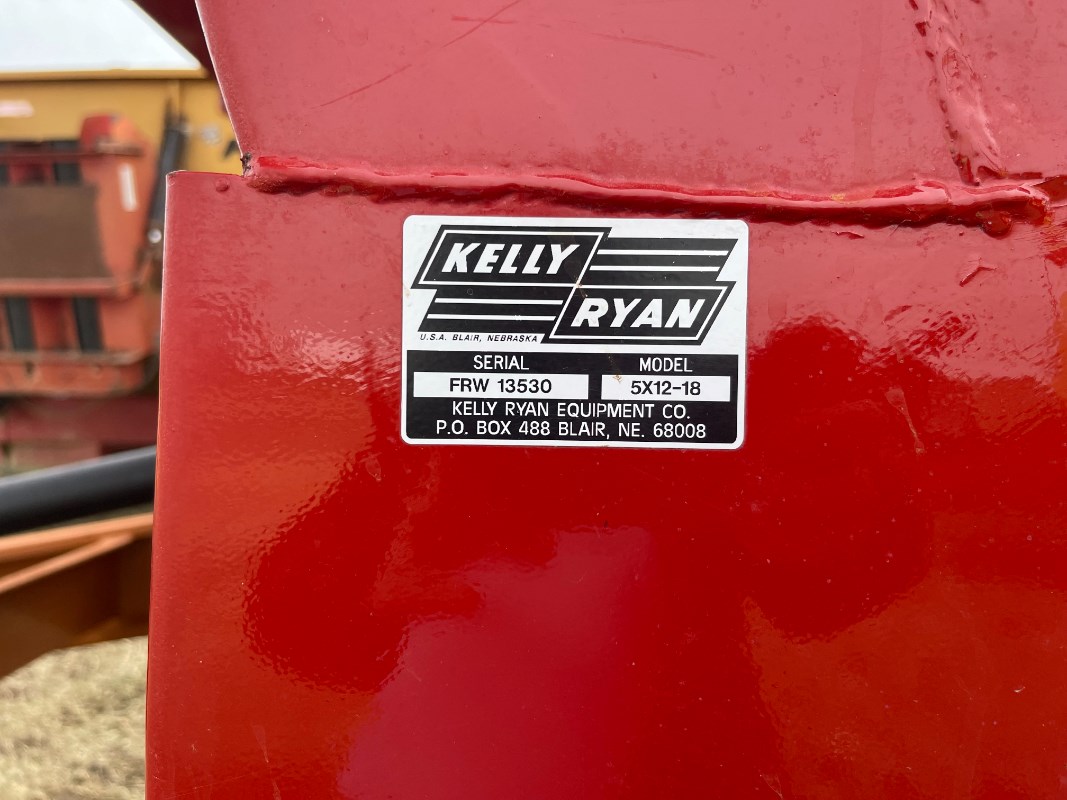 KELLY
RYAN
U.S.A. BLAIR, NEBRASKA
SERIAL MODEL
FRW 13530 5X12-18
KELLY RYAN EQUIPMENT CO.
P.O. BOX 488 BLAIR, NE. 68008